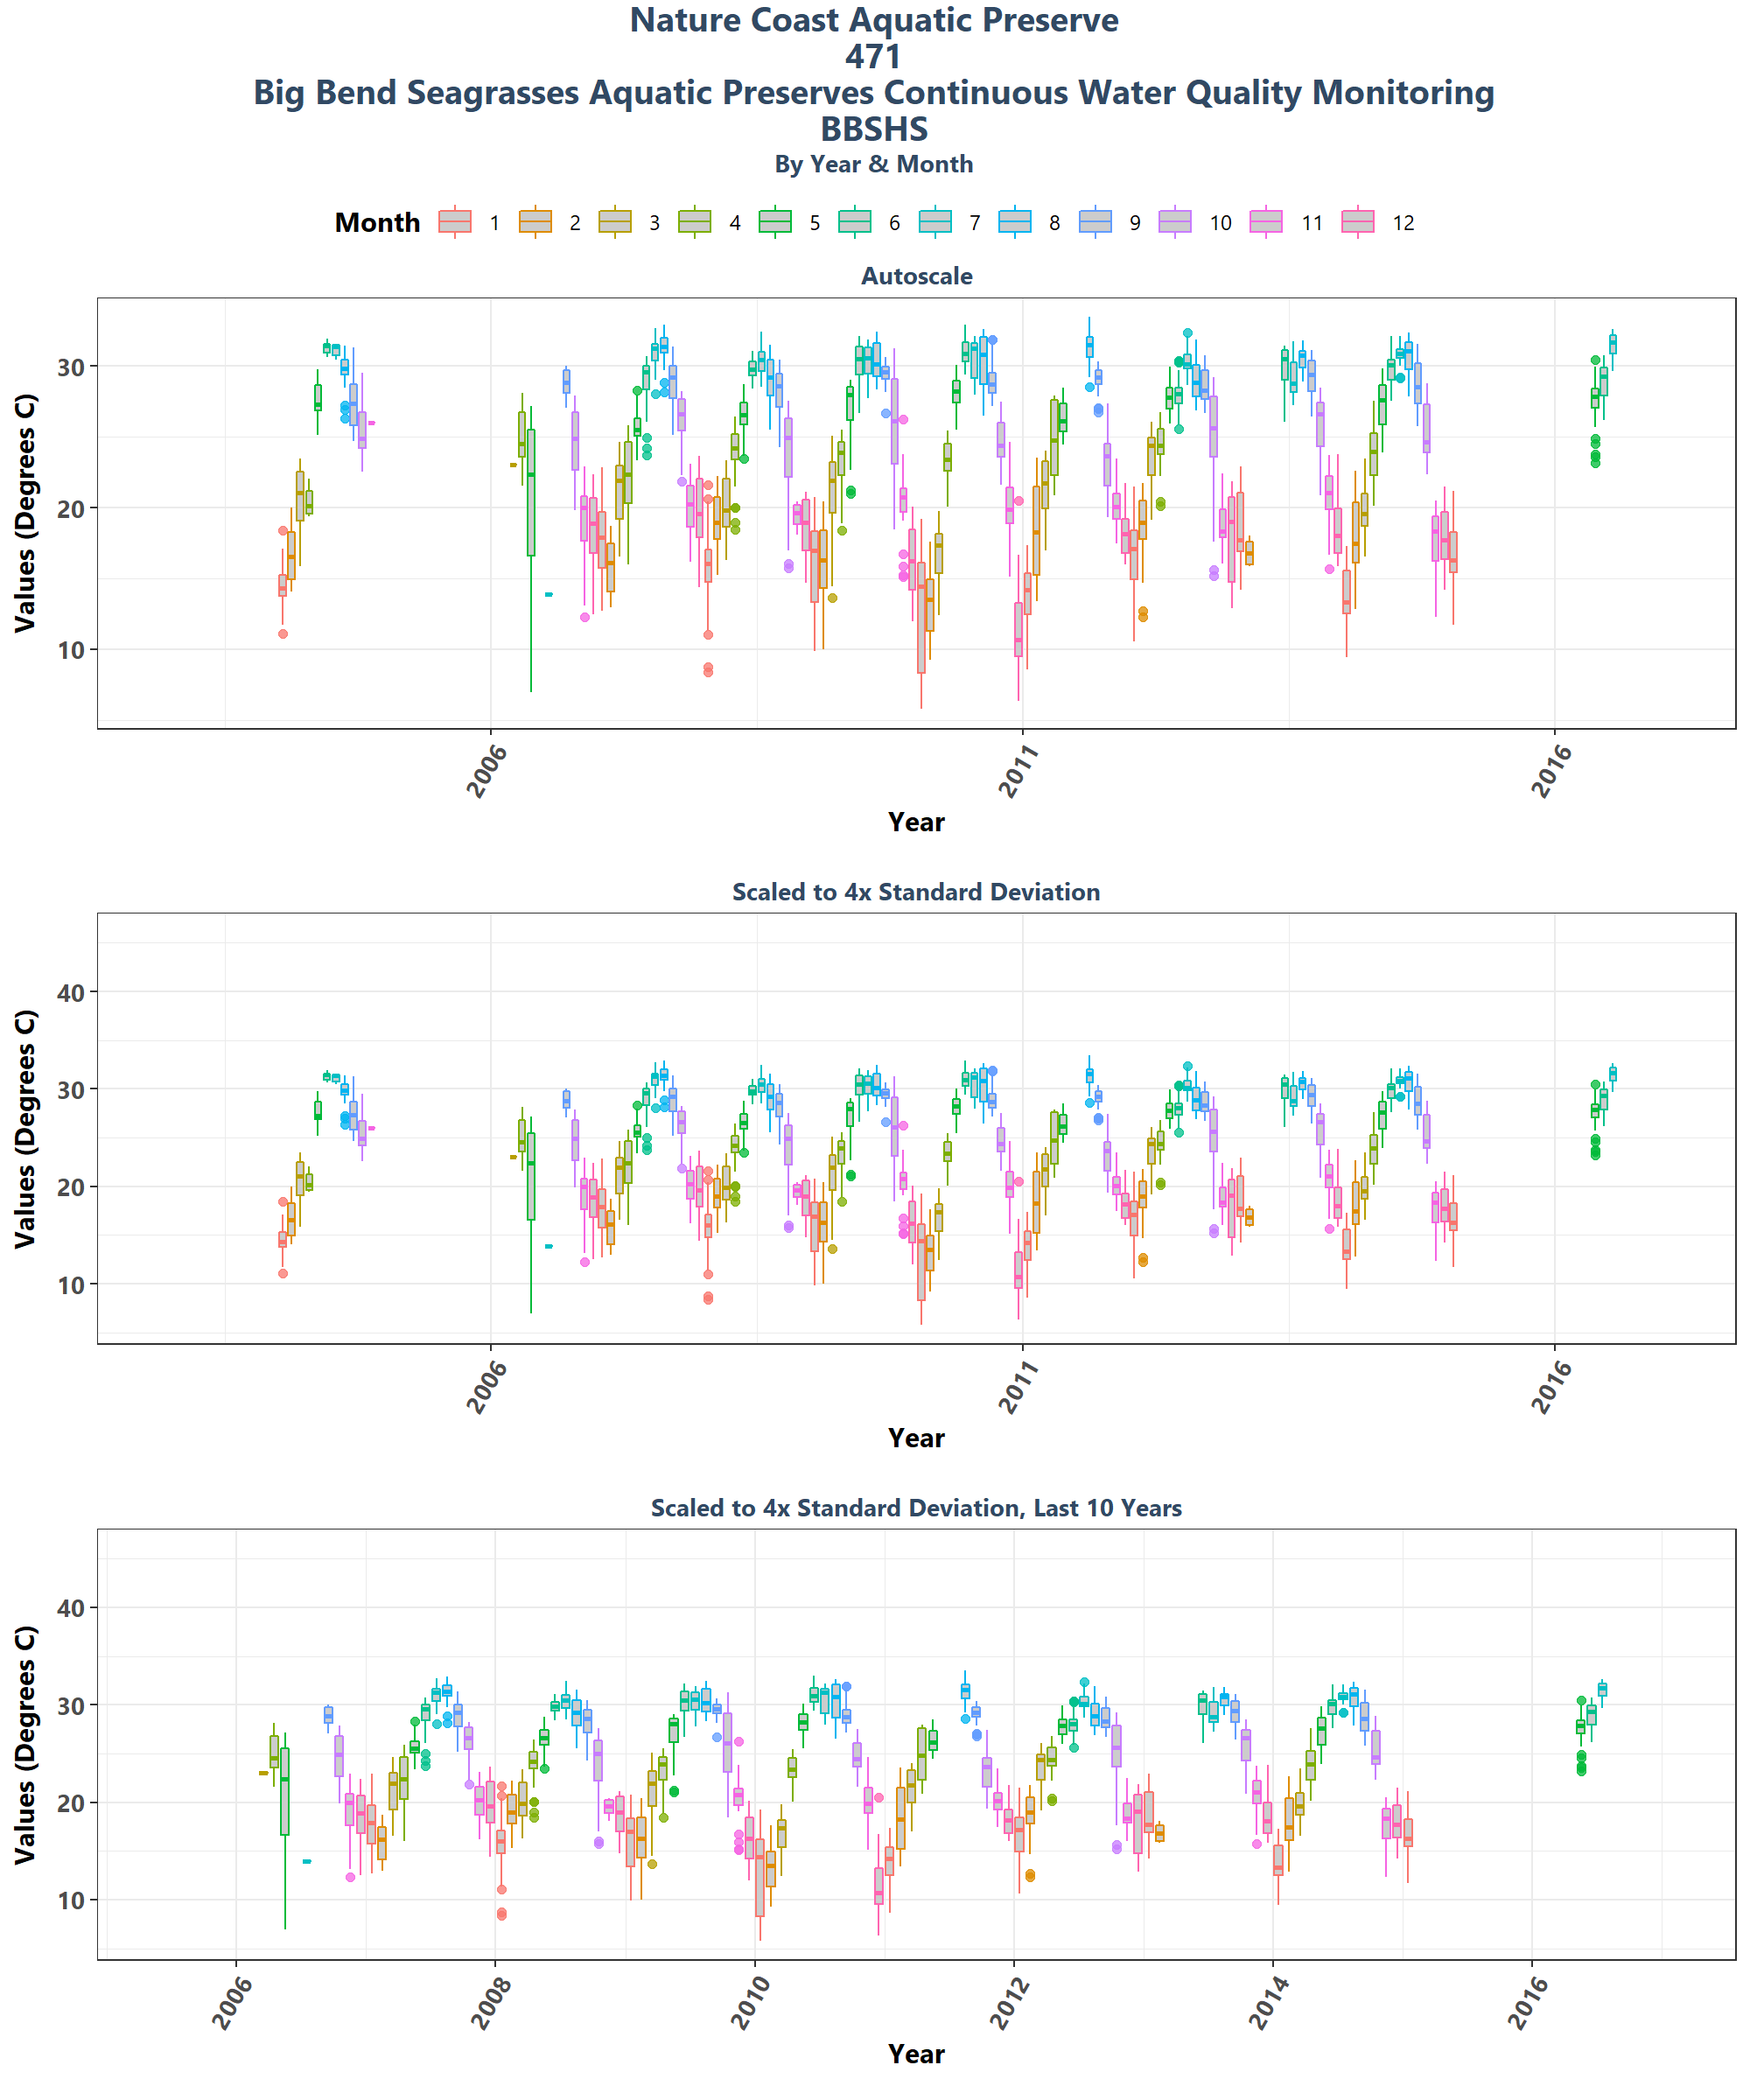 Nature Coast Aquatic Preserve
471
Big Bend Seagrasses Aquatic Preserves Continuous Water Quality Monitoring
BBSHS
By Year & Month
Month 1 2 3 4 5 6 7 8 9 10 11 12
Autoscale
Values (Degrees C)
30
20
10
2006 2011 2016
Year
Scaled to 4x Standard Deviation
Values (Degrees C)
40
30
20
10
2006 2011 2016
Year
Scaled to 4x Standard Deviation, Last 10 Years
Values (Degrees C)
40
30
20
10
2006 2008 2010 2012 2014 2016
Year